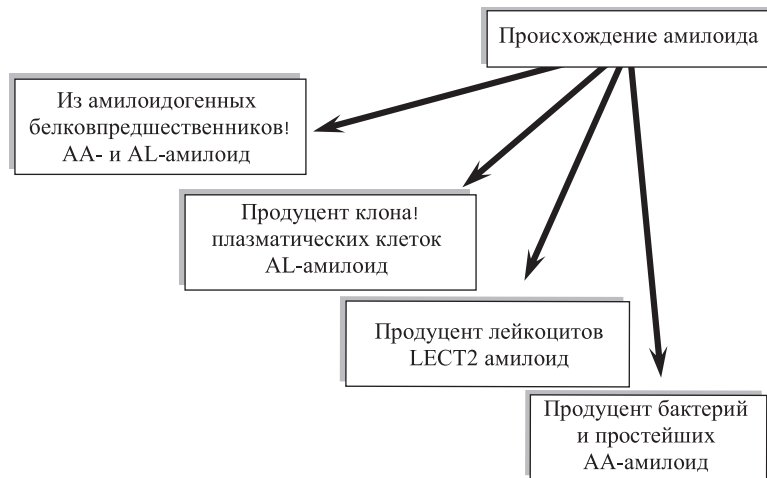 Происхождение амилоида
Из амилоидогенных
белковпредшественников!
АА- и AL-амилоид
Продуцент клона!
плазматических клеток
AL-амилоид
Продуцент лейкоцитов
LECT2 амилоид
Продуцент бактерий
и простейших
АА-амилоид